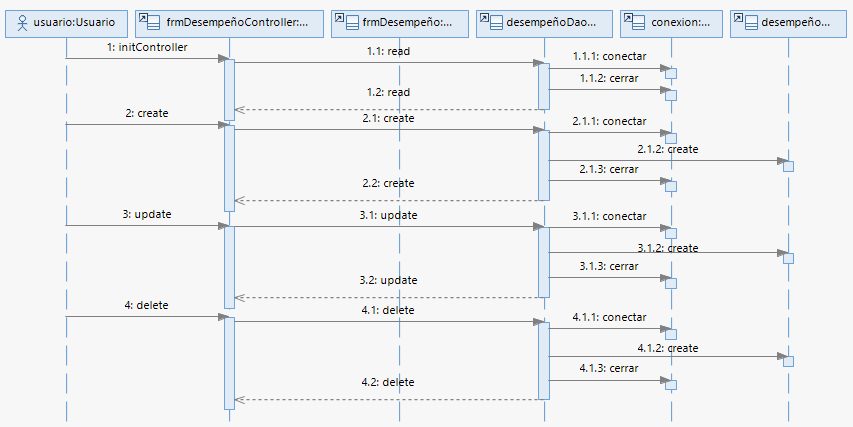 usuario:Usuario
frmDesempeñoController:...
frmDesempeño:...
desempeñoDao...
conexion:...
desempeño...
1: initController
1.1: read
1.1.1: conectar
1.1.2: cerrar
1.2: read
2: create
2.1: create
2.1.1: conectar
2.1.2: create
2.1.3: cerrar
2.2: create
3: update
3.1: update
3.1.1: conectar
3.1.2: create
3.1.3: cerrar
3.2: update
4: delete
4.1: delete
4.1.1: conectar
4.1.2: create
4.1.3: cerrar
4.2: delete